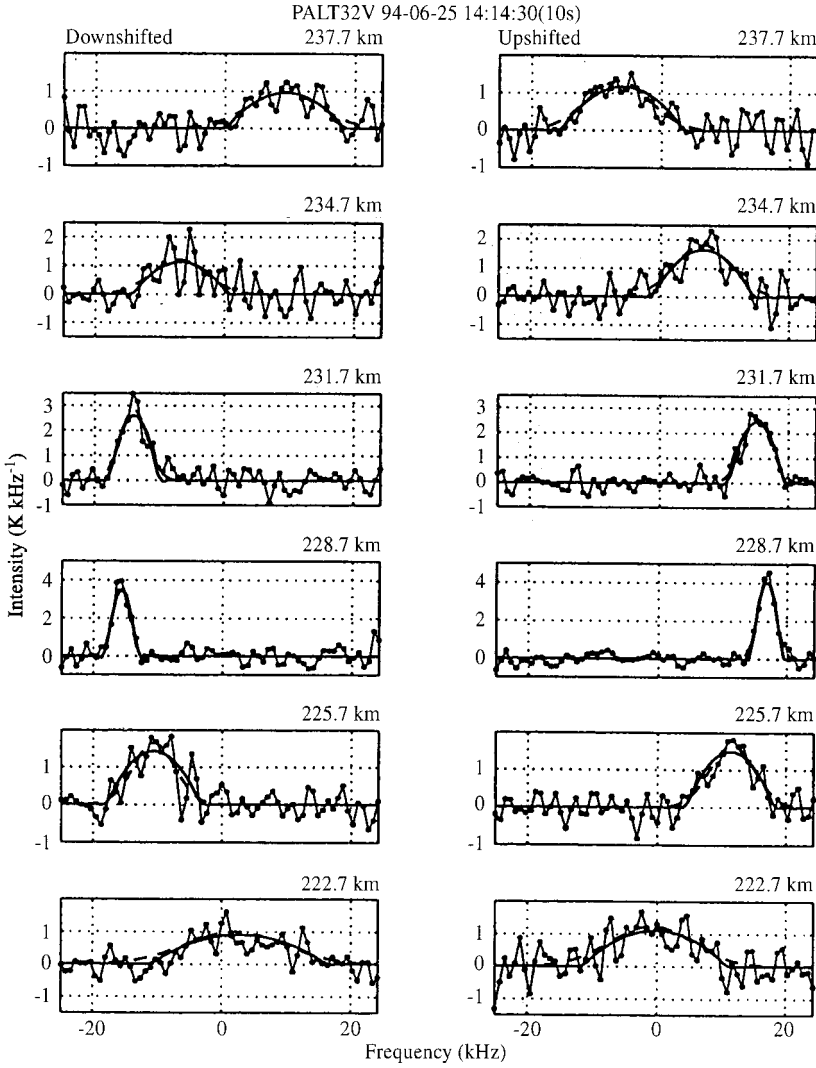 PALT32V 94-06-25 14:14:30(10s)
Downshifted 237.7 km Upshifted 237.7 km
1 1
0 0
-1 -1
234.7 km 234.7 km
2 2
1 1
0 0
-1 -1
231.7 km 231.7 km
3 3
2 2
1 1
0 0
-1 -1
Intensity (K kHz-1)
228.7 km 228.7 km
4 4
2 2
0 0
225.7 km 225.7 km
1 1
0 0
-1 -1
222.7 km 222.7 km
1 1
0 0
-1 -1
-20 0 20 -20 0 20
Frequency (kHz)